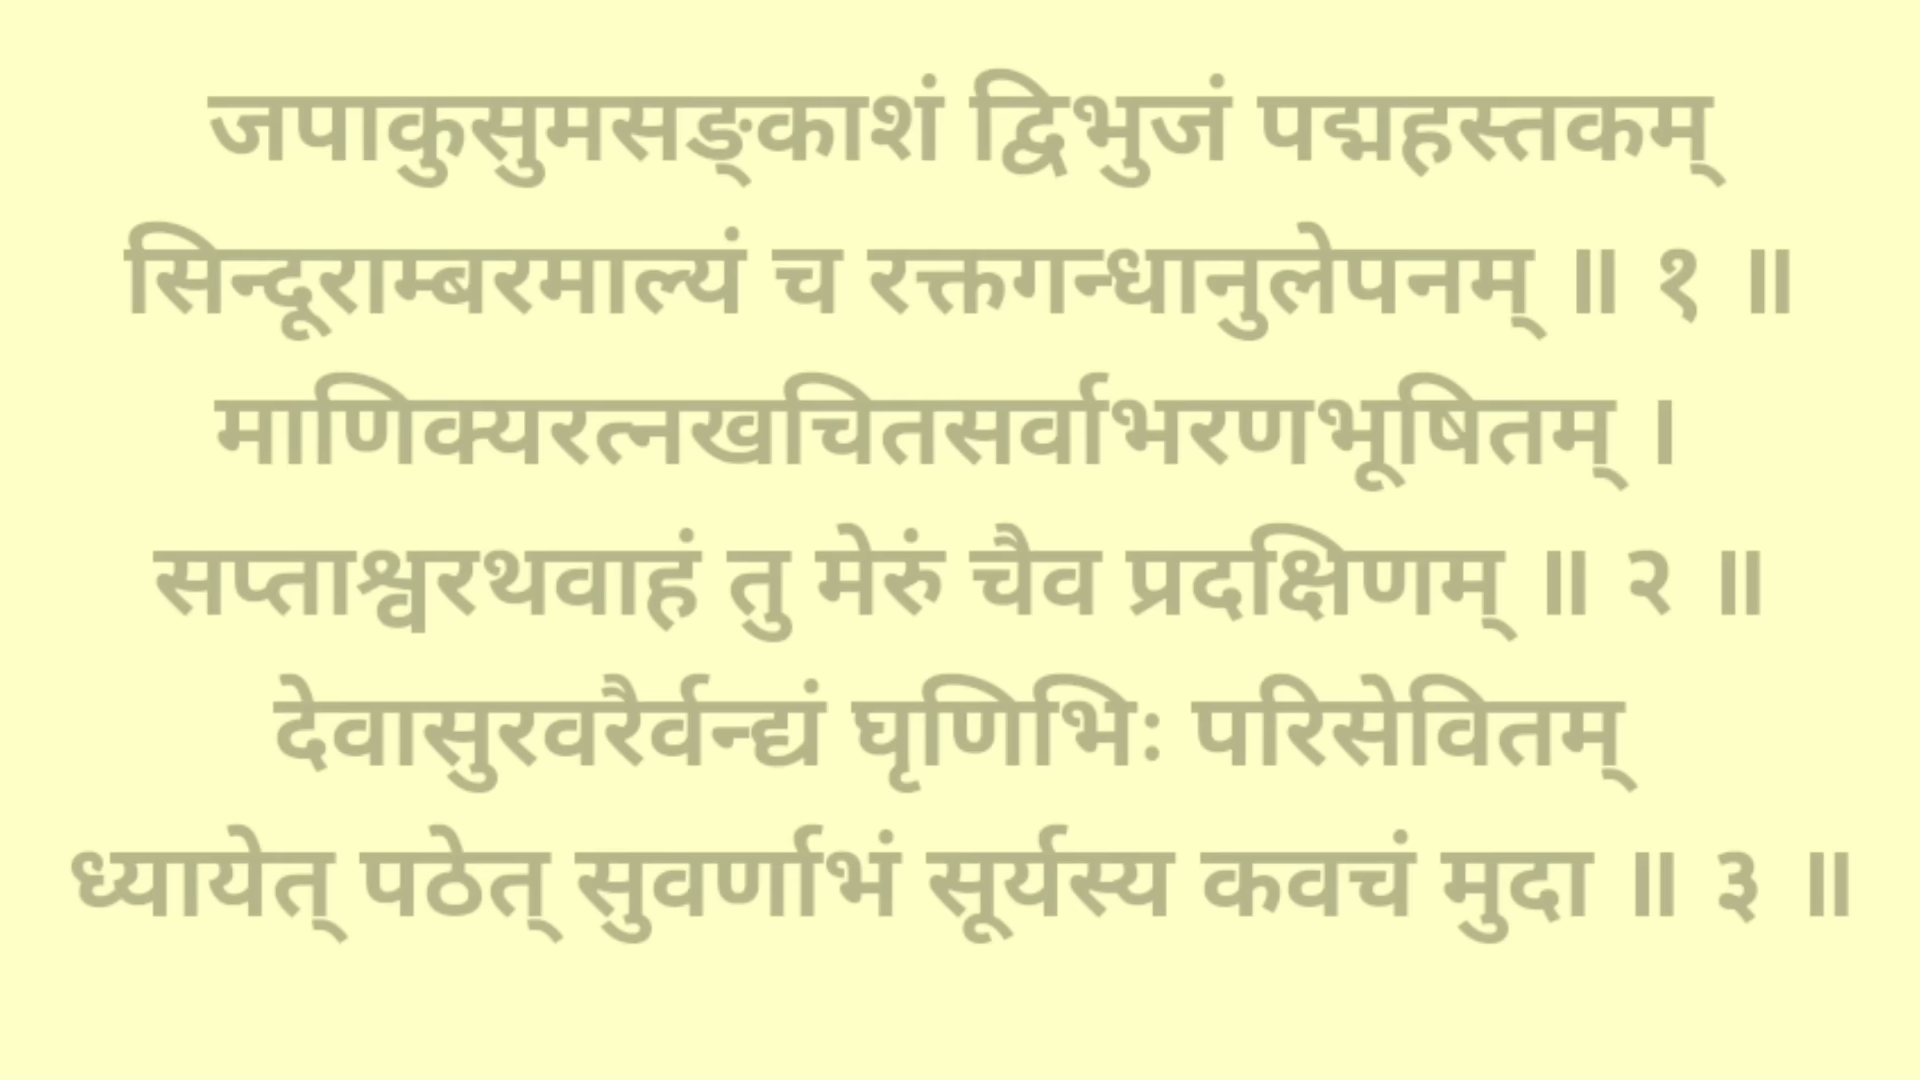 जपाकुसुमसङ्काशं द्विभुजं पद्महस्तकम्
सिन्दूराम्बरमाल्यं च रक्तगन्धानुलेपनम् ॥ १ ॥
माणिक्यरत्नखचितसर्वाभरणभूषितम् ।
सप्ताश्वरथवाहं तु मेरुं चैव प्रदक्षिणम् ॥ २ ॥
देवासुरवरैर्वन्द्यं घृणिभिः परिसेवितम्
ध्यायेत् पठेत् सुवर्णाभं सूर्यस्य कवचं मुदा ॥ ३ ॥